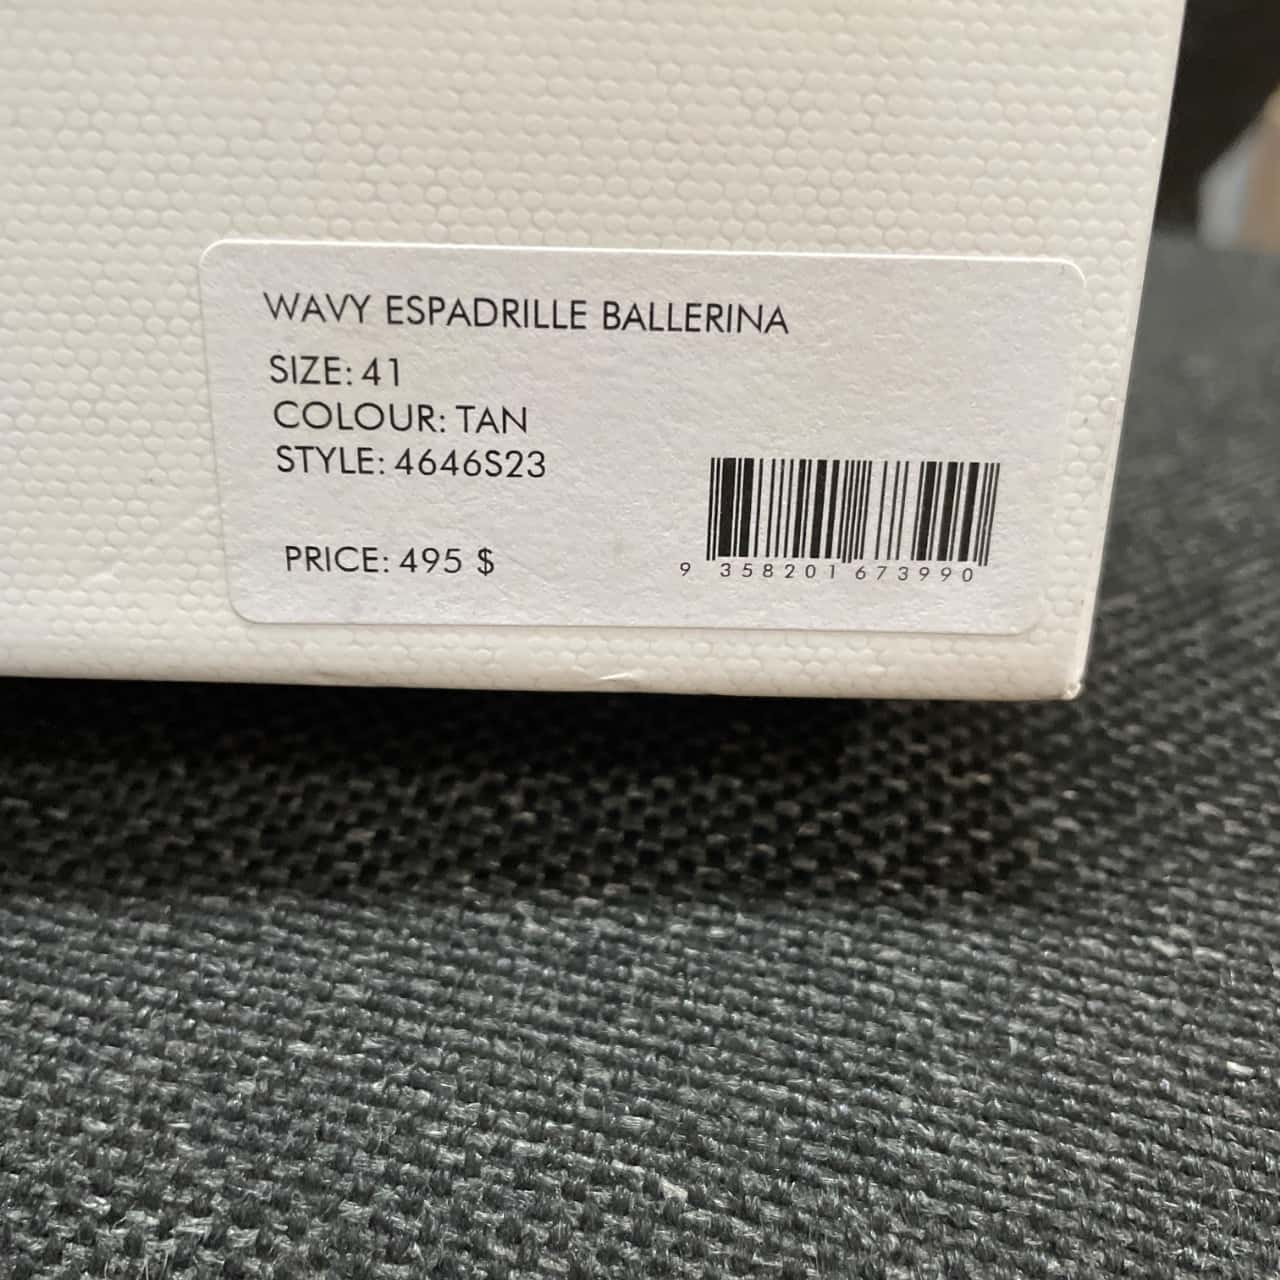 WAVY ESPADRILLE BALLERINA
SIZE: 41
COLOUR: TAN
STYLE: 4646S23
PRICE: 495 $
9 358201 673990